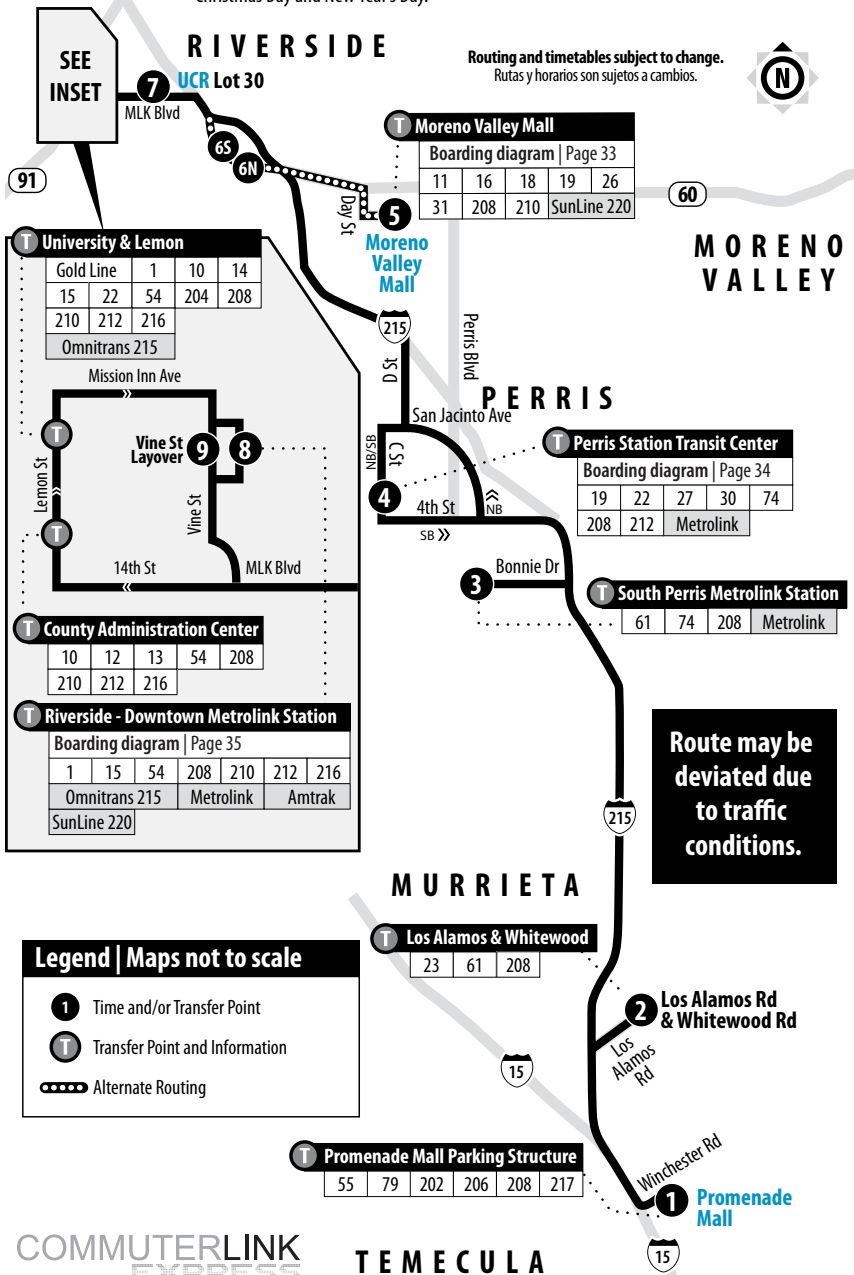 Christmas Day and New Year's Day.
RIVERSIDE
Routing and timetables subject to change.
Rutas y horarios son sujetos a cambios.
N
SEE
INSET
7
UCR Lot 30
MLK Blvd
6S
6N
91
60
Day St
5
Moreno
Valley
Mall
T Moreno Valley Mall
Boarding diagram | Page 33
11 16 18 19 26
31 208 210 SunLine 220
MORENO
VALLEY
T University & Lemon
Gold Line 1 10 14
15 22 54 204 208
210 212 216
Omnitrans 215
Mission Inn Ave
T
Vine St
Layover
9
8
Lemon St
Vine St
T
14th St
MLK Blvd
T County Administration Center
10 12 13 54 208
210 212 216
T Riverside - Downtown Metrolink Station
Boarding diagram | Page 35
1 15 54 208 210 212 216
Omnitrans 215 Metrolink Amtrak
SunLine 220
215
D St
Perris Blvd
PERRIS
San Jacinto Ave
NB/SB
C St
4
4th St
NB
SB
T Perris Station Transit Center
Boarding diagram | Page 34
19 22 27 30 74
208 212 Metrolink
3
Bonnie Dr
T South Perris Metrolink Station
61 74 208 Metrolink
Route may be
deviated due
to traffic
conditions.
215
MURRIETA
T Los Alamos & Whitewood
23 61 208
2
Los Alamos Rd
& Whitewood Rd
Los
Alamos
Rd
15
Legend | Maps not to scale
1 Time and/or Transfer Point
T Transfer Point and Information
Alternate Routing
T Promenade Mall Parking Structure
55 79 202 206 208 217
Winchester Rd
1
Promenade
Mall
15
COMMUTERLINK
EXPRESS
TEMECULA